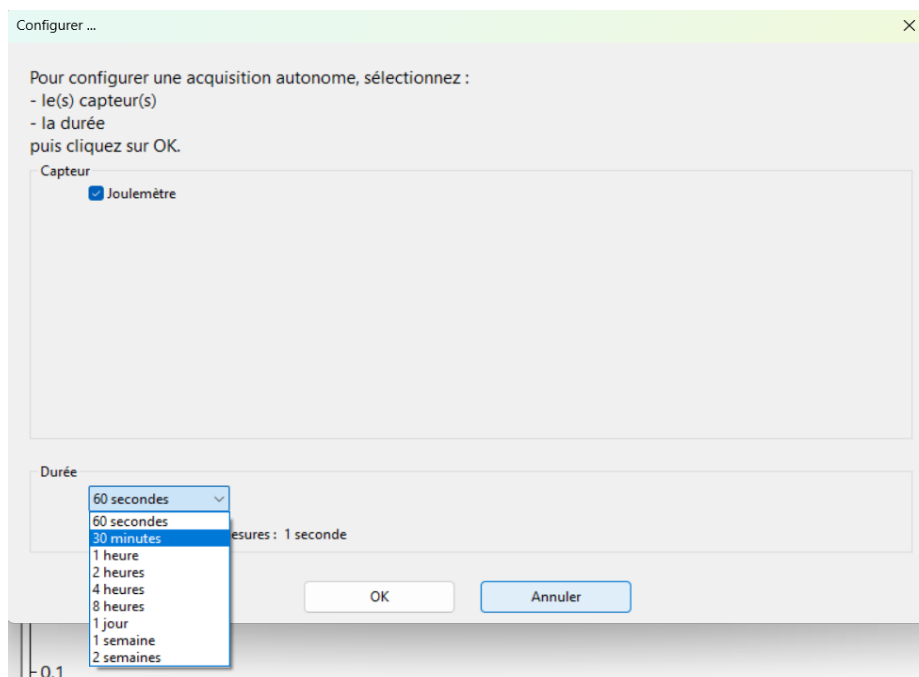 Configurer ...
Pour configurer une acquisition autonome, sélectionnez :
- le(s) capteur(s)
- la durée
puis cliquez sur OK.
Capteur
Joulemètre
Durée
60 secondes
60 secondes
30 minutes
esures : 1 seconde
1 heure
2 heures
4 heures
8 heures
1 jour
1 semaine
2 semaines
OK
Annuler
0.1